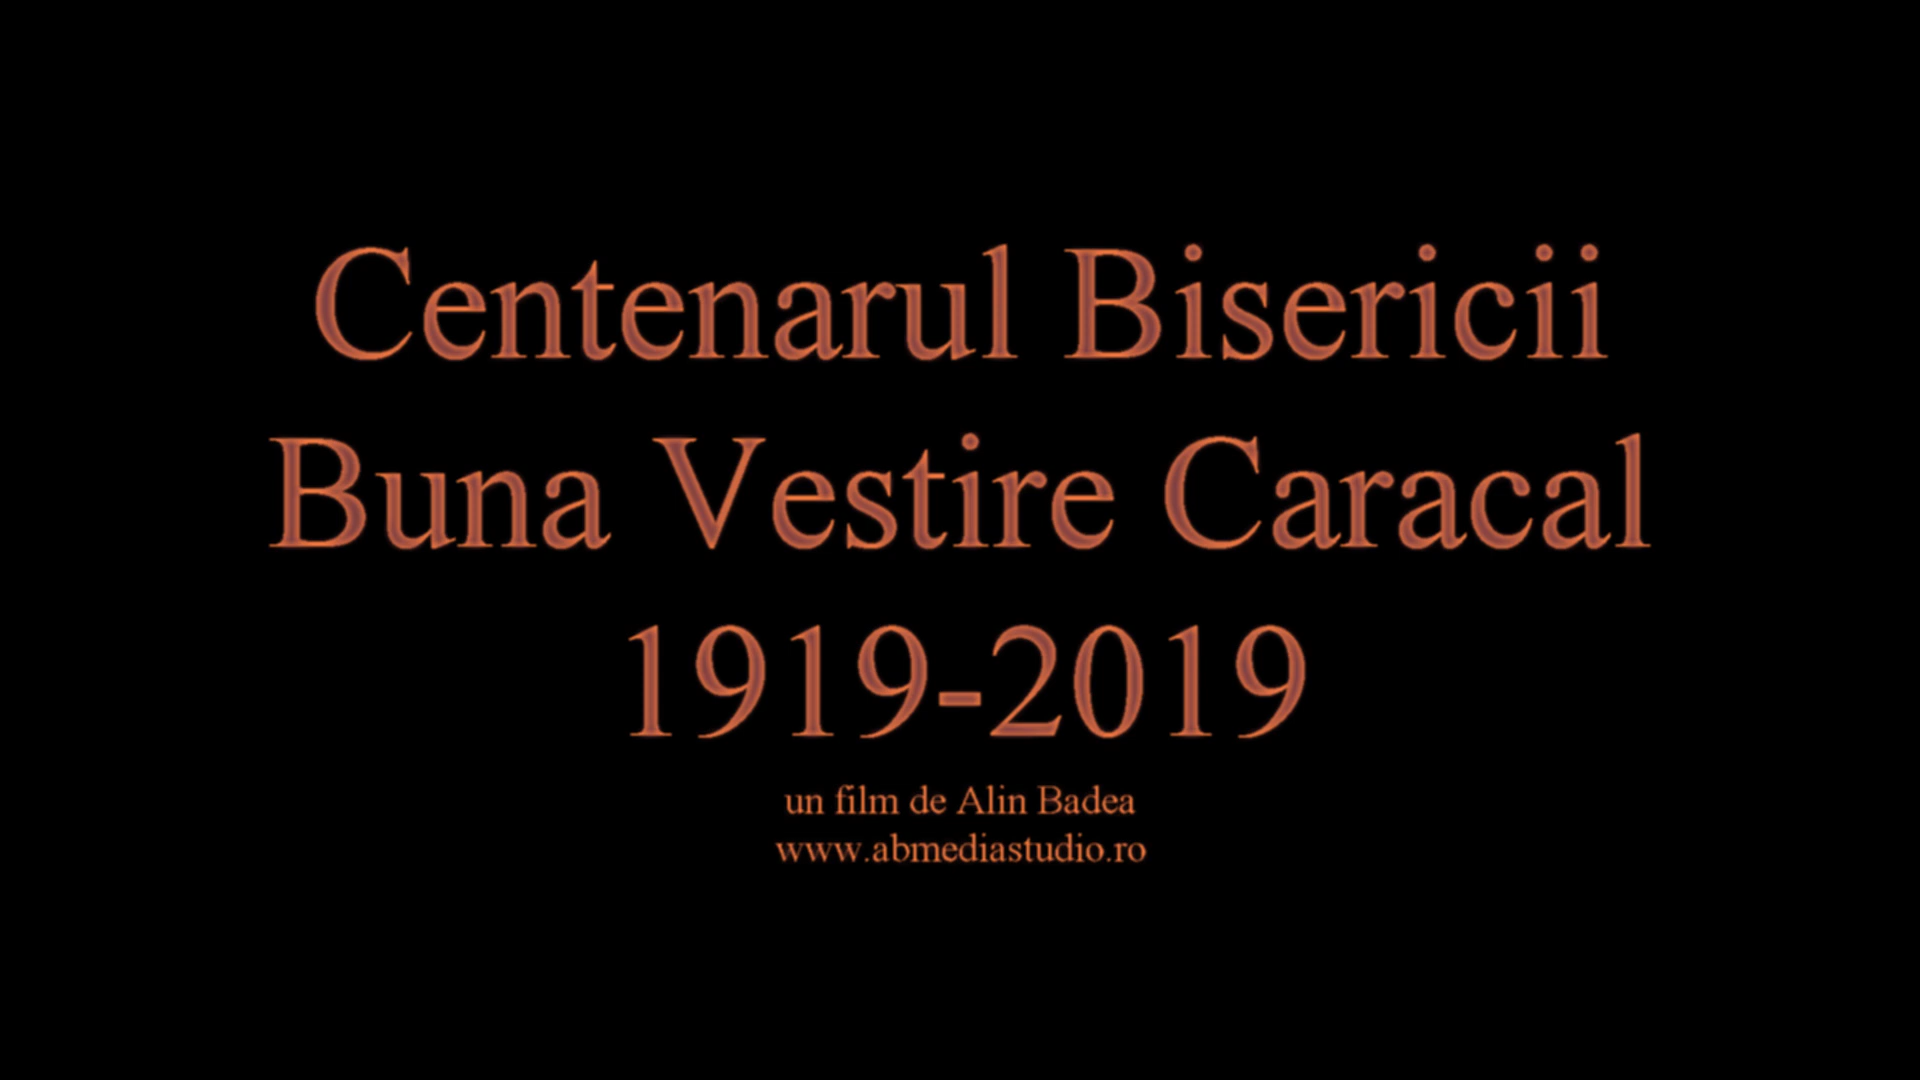 Centenarul Bisericii
Buna Vestire Caracal
1919-2019
un film de Alin Badea
www.abmediastudio.ro